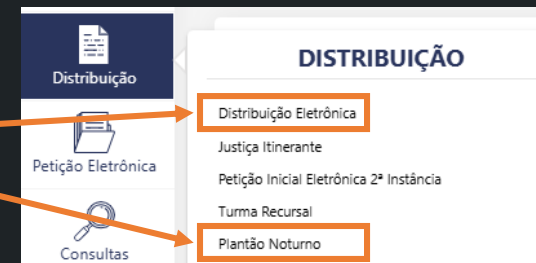 Distribuição
Petição Eletrônica
Consultas
DISTRIBUIÇÃO
Distribuição Eletrônica
Justiça Itinerante
Petição Inicial Eletrônica 2ª Instância
Turma Recursal
Plantão Noturno